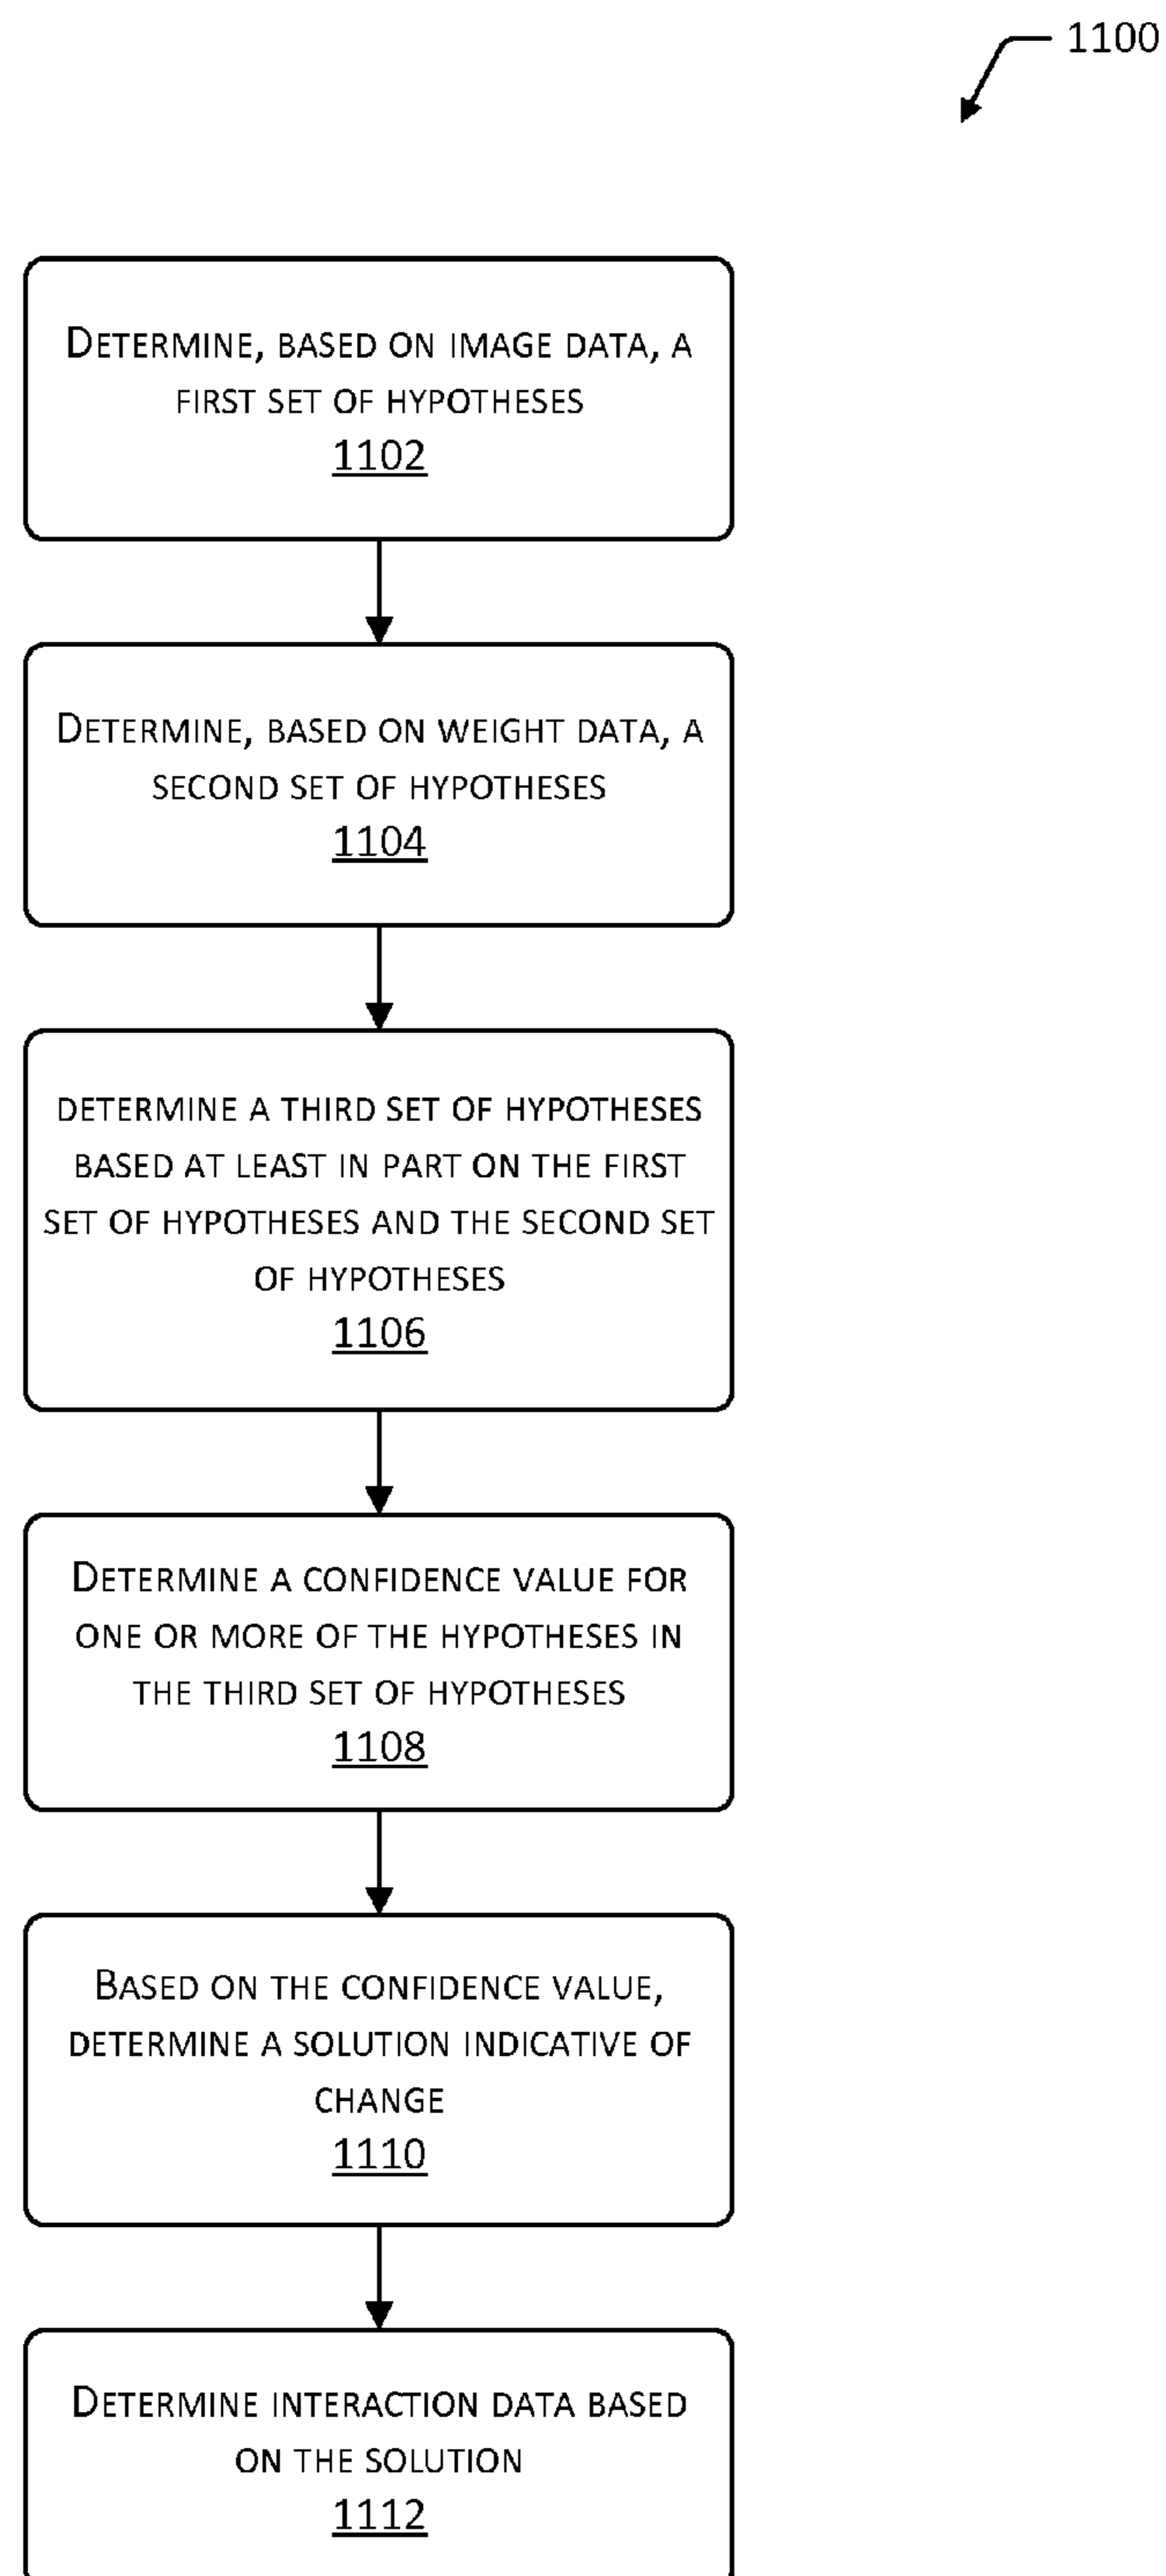 1100
Determine, based on image data, a
first set of hypotheses
1102
Determine, based on weight data, a
second set of hypotheses
1104
determine a third set of hypotheses
based at least in part on the first
set of hypotheses and the second set
of hypotheses
1106
Determine a confidence value for
one or more of the hypotheses in
the third set of hypotheses
1108
Based on the confidence value,
determine a solution indicative of
change
1110
Determine interaction data based
on the solution
1112